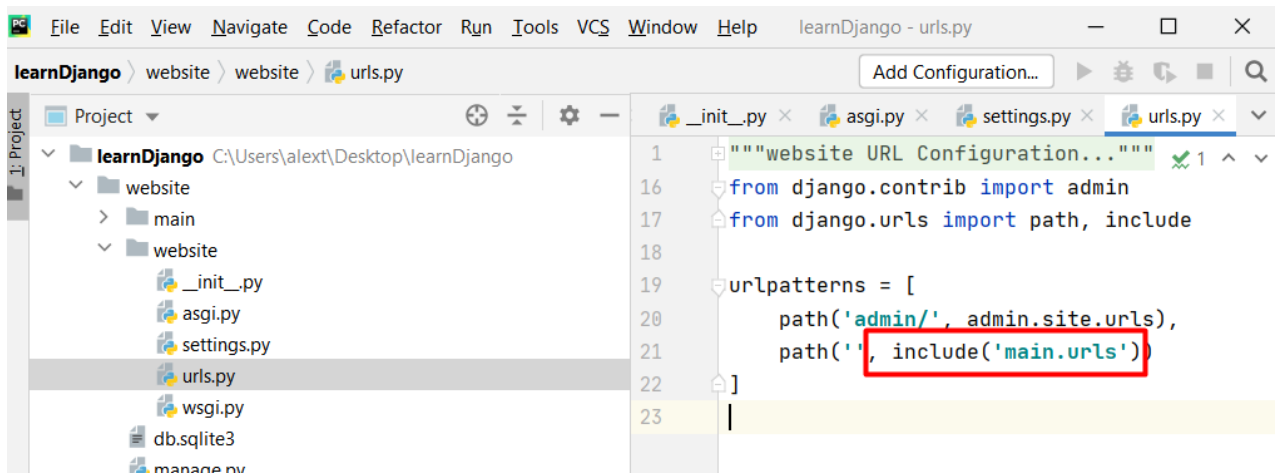 PC File Edit View Navigate Code Refactor Run Tools VCS Window Help learnDjango - urls.py
learnDjango website website urls.py Add Configuration...
1: Project
Project
__init__.py asgi.py settings.py urls.py
learnDjango C:\Users\alext\Desktop\learnDjango
website
main
website
__init__.py
asgi.py
settings.py
urls.py
wsgi.py
db.sqlite3
manage.py
1 """website URL Configuration..."""
1
16 from django.contrib import admin
17 from django.urls import path, include
18
19 urlpatterns = [
20 path('admin/', admin.site.urls),
21 path('', include('main.urls'))
22 ]
23